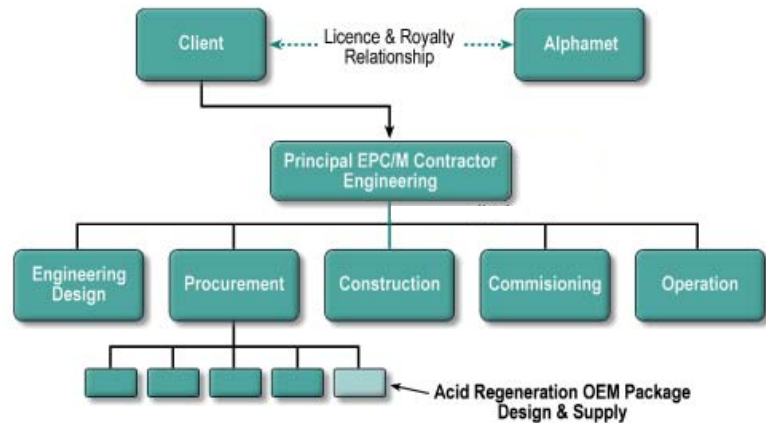 Client
Licence & Royalty
Relationship
Alphamet
Principal EPC/M Contractor
Engineering
Engineering
Design
Procurement
Construction
Commisioning
Operation
Acid Regeneration OEM Package
Design & Supply